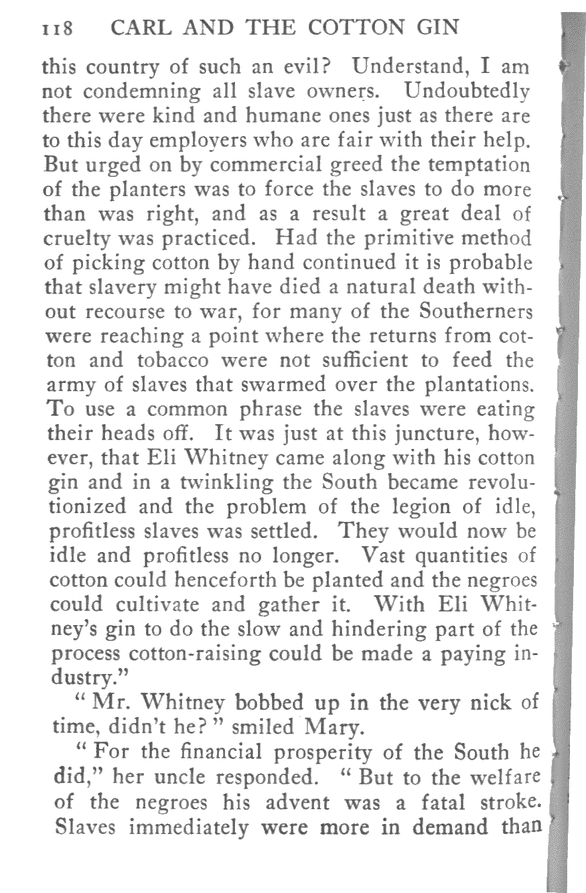 118 CARL AND THE COTTON GIN
this country of such an evil? Understand, I am
not condemning all slave owners. Undoubtedly
there were kind and humane ones just as there are
to this day employers who are fair with their help.
But urged on by commercial greed the temptation
of the planters was to force the slaves to do more
than was right, and as a result a great deal of
cruelty was practiced. Had the primitive method
of picking cotton by hand continued it is probable
that slavery might have died a natural death with-
out recourse to war, for many of the Southerners
were reaching a point where the returns from cot-
ton and tobacco were not sufficient to feed the
army of slaves that swarmed over the plantations.
To use a common phrase the slaves were eating
their heads off. It was just at this juncture, how-
ever, that Eli Whitney came along with his cotton
gin and in a twinkling the South became revolu-
tionized and the problem of the legion of idle,
profitless slaves was settled. They would now be
idle and profitless no longer. Vast quantities of
cotton could henceforth be planted and the negroes
could cultivate and gather it. With Eli Whit-
ney's gin to do the slow and hindering part of the
process cotton-raising could be made a paying in-
dustry."
" Mr. Whitney bobbed up in the very nick of
time, didn't he? " smiled Mary.
" For the financial prosperity of the South he
did," her uncle responded. " But to the welfare
of the negroes his advent was a fatal stroke.
Slaves immediately were more in demand than